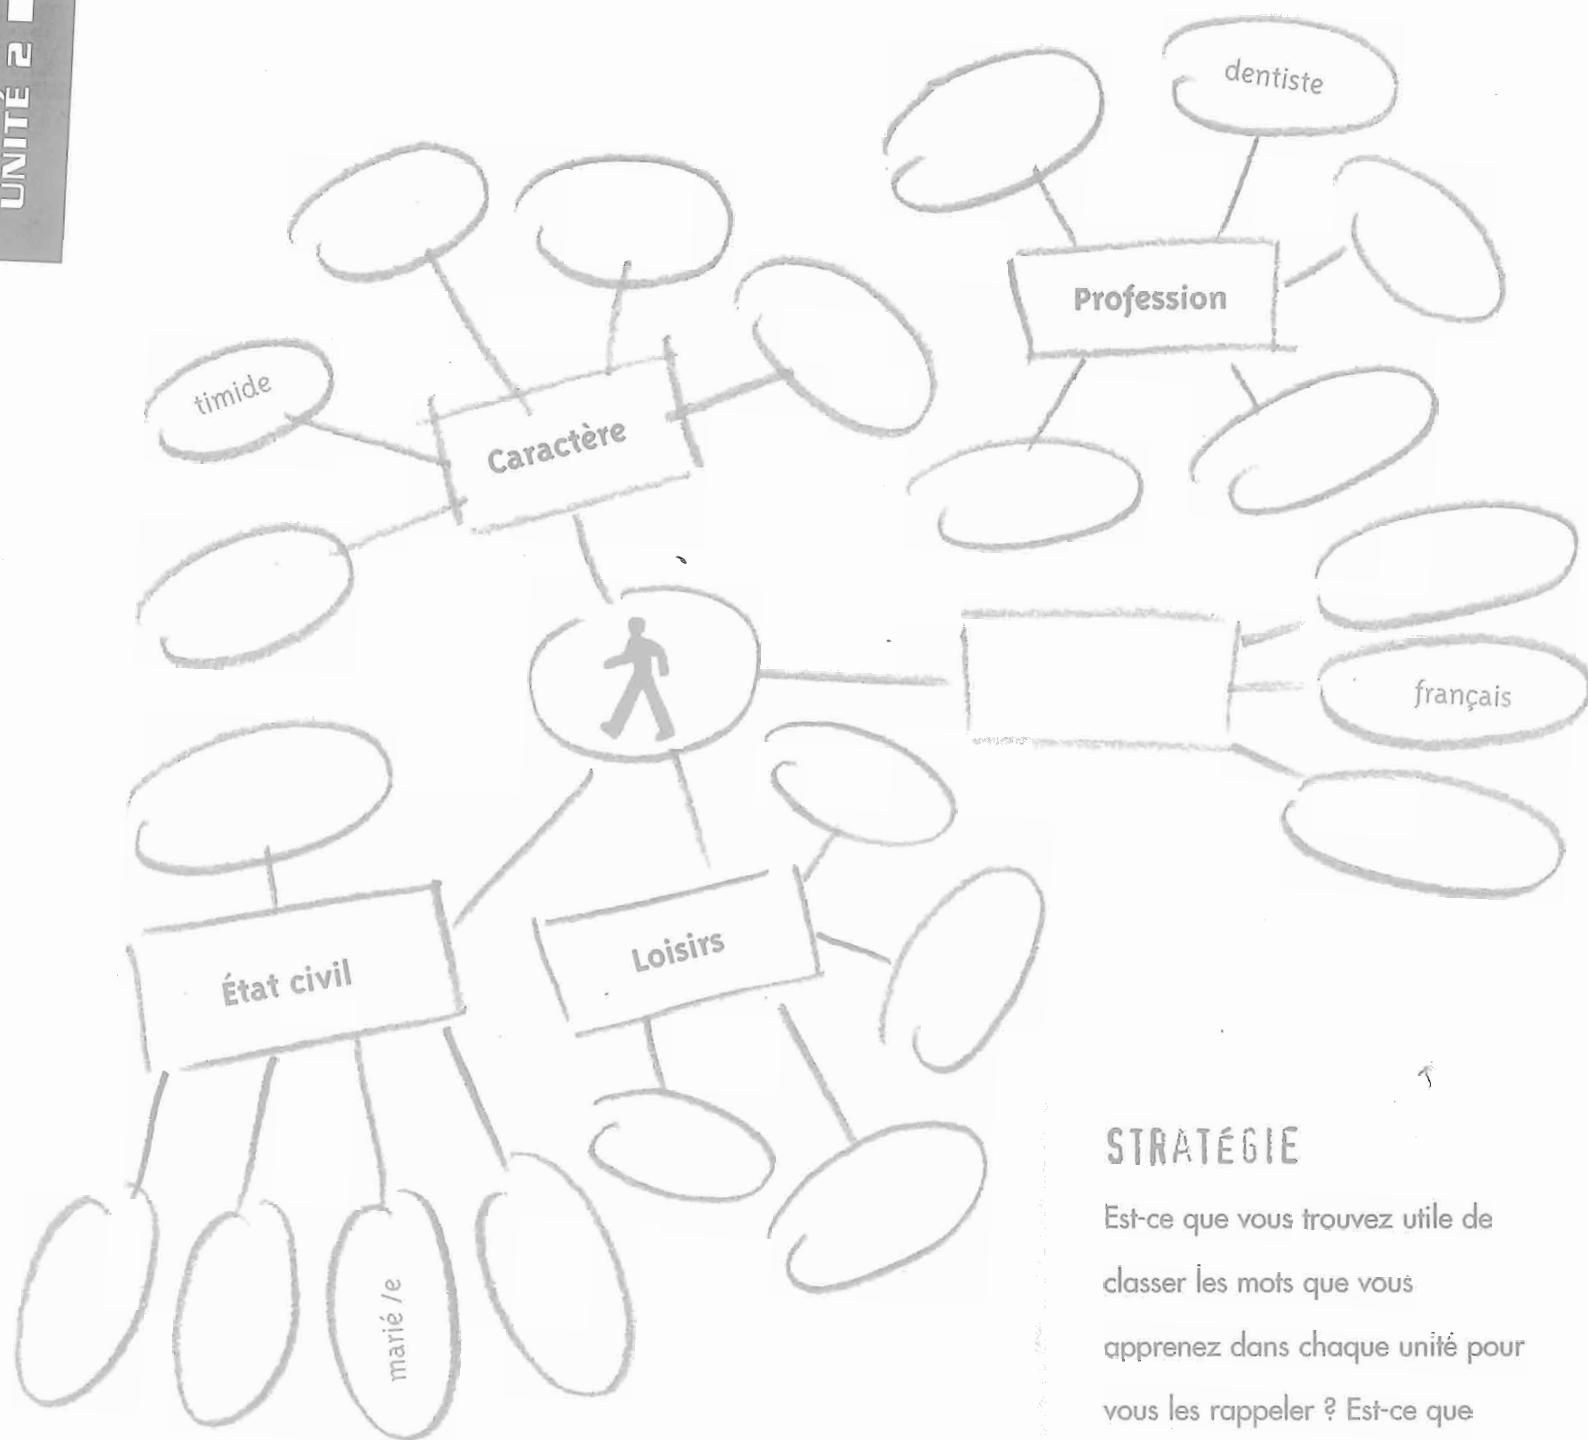 UNITÉ 2
dentiste
Profession
timide
Caractère
français
État civil
Loisirs
marié /e
STRATÉGIE
Est-ce que vous trouvez utile de
classer les mots que vous
apprenez dans chaque unité pour
vous les rappeler ? Est-ce que